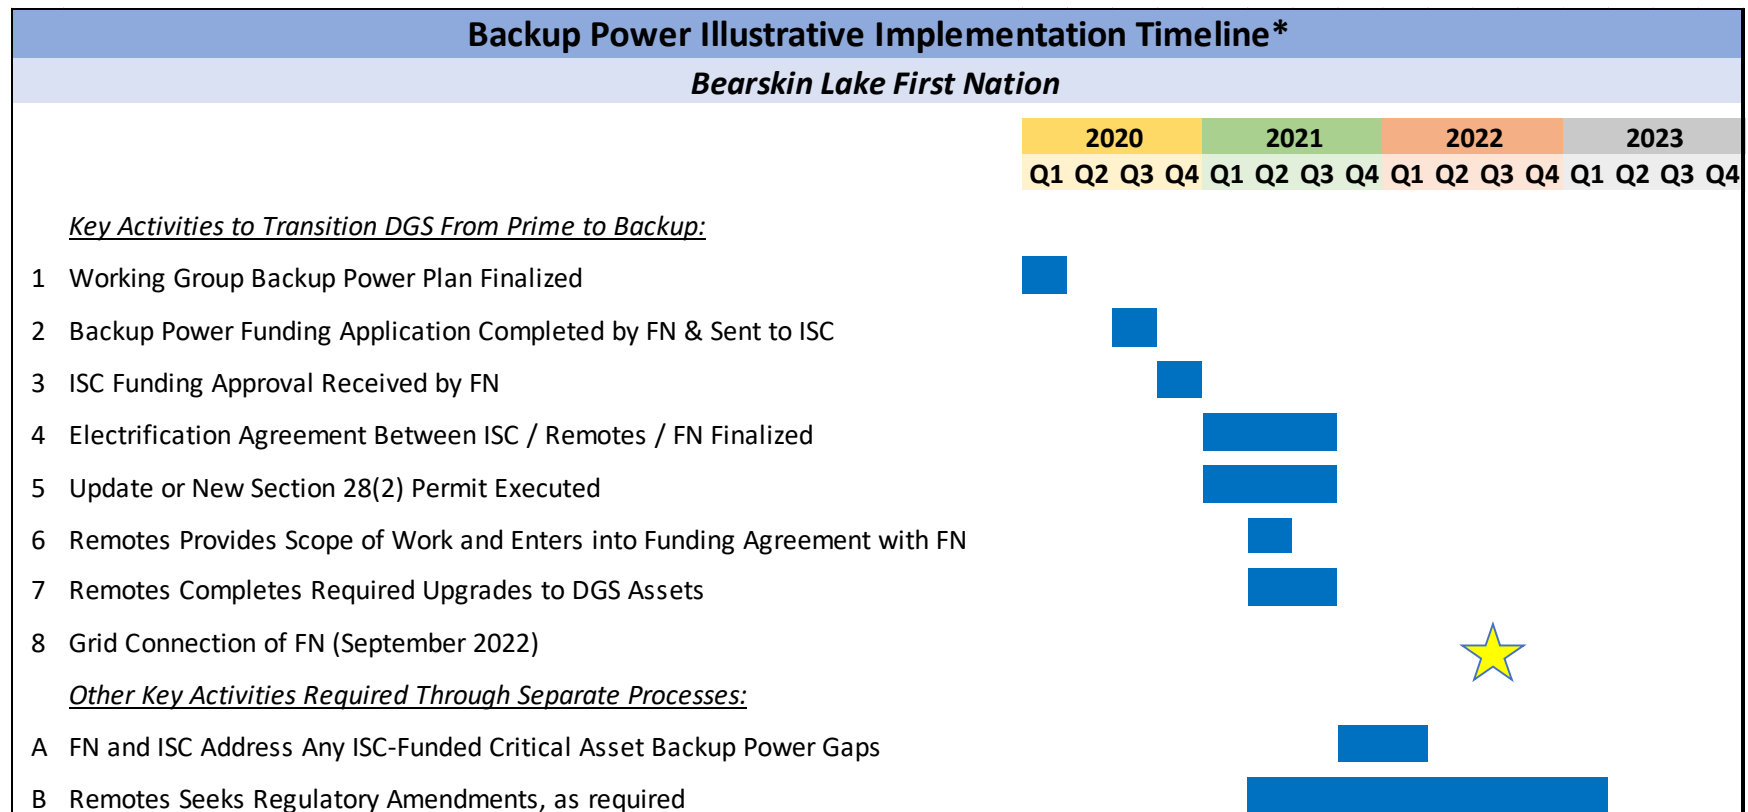 Backup Power Illustrative Implementation Timeline*
Bearskin Lake First Nation
2020 2021 2022 2023
Q1 Q2 Q3 Q4 Q1 Q2 Q3 Q4 Q1 Q2 Q3 Q4 Q1 Q2 Q3 Q4
Key Activities to Transition DGS From Prime to Backup:
1 Working Group Backup Power Plan Finalized
2 Backup Power Funding Application Completed by FN & Sent to ISC
3 ISC Funding Approval Received by FN
4 Electrification Agreement Between ISC / Remotes / FN Finalized
5 Update or New Section 28(2) Permit Executed
6 Remotes Provides Scope of Work and Enters into Funding Agreement with FN
7 Remotes Completes Required Upgrades to DGS Assets
8 Grid Connection of FN (September 2022)
Other Key Activities Required Through Separate Processes:
A FN and ISC Address Any ISC-Funded Critical Asset Backup Power Gaps
B Remotes Seeks Regulatory Amendments, as required